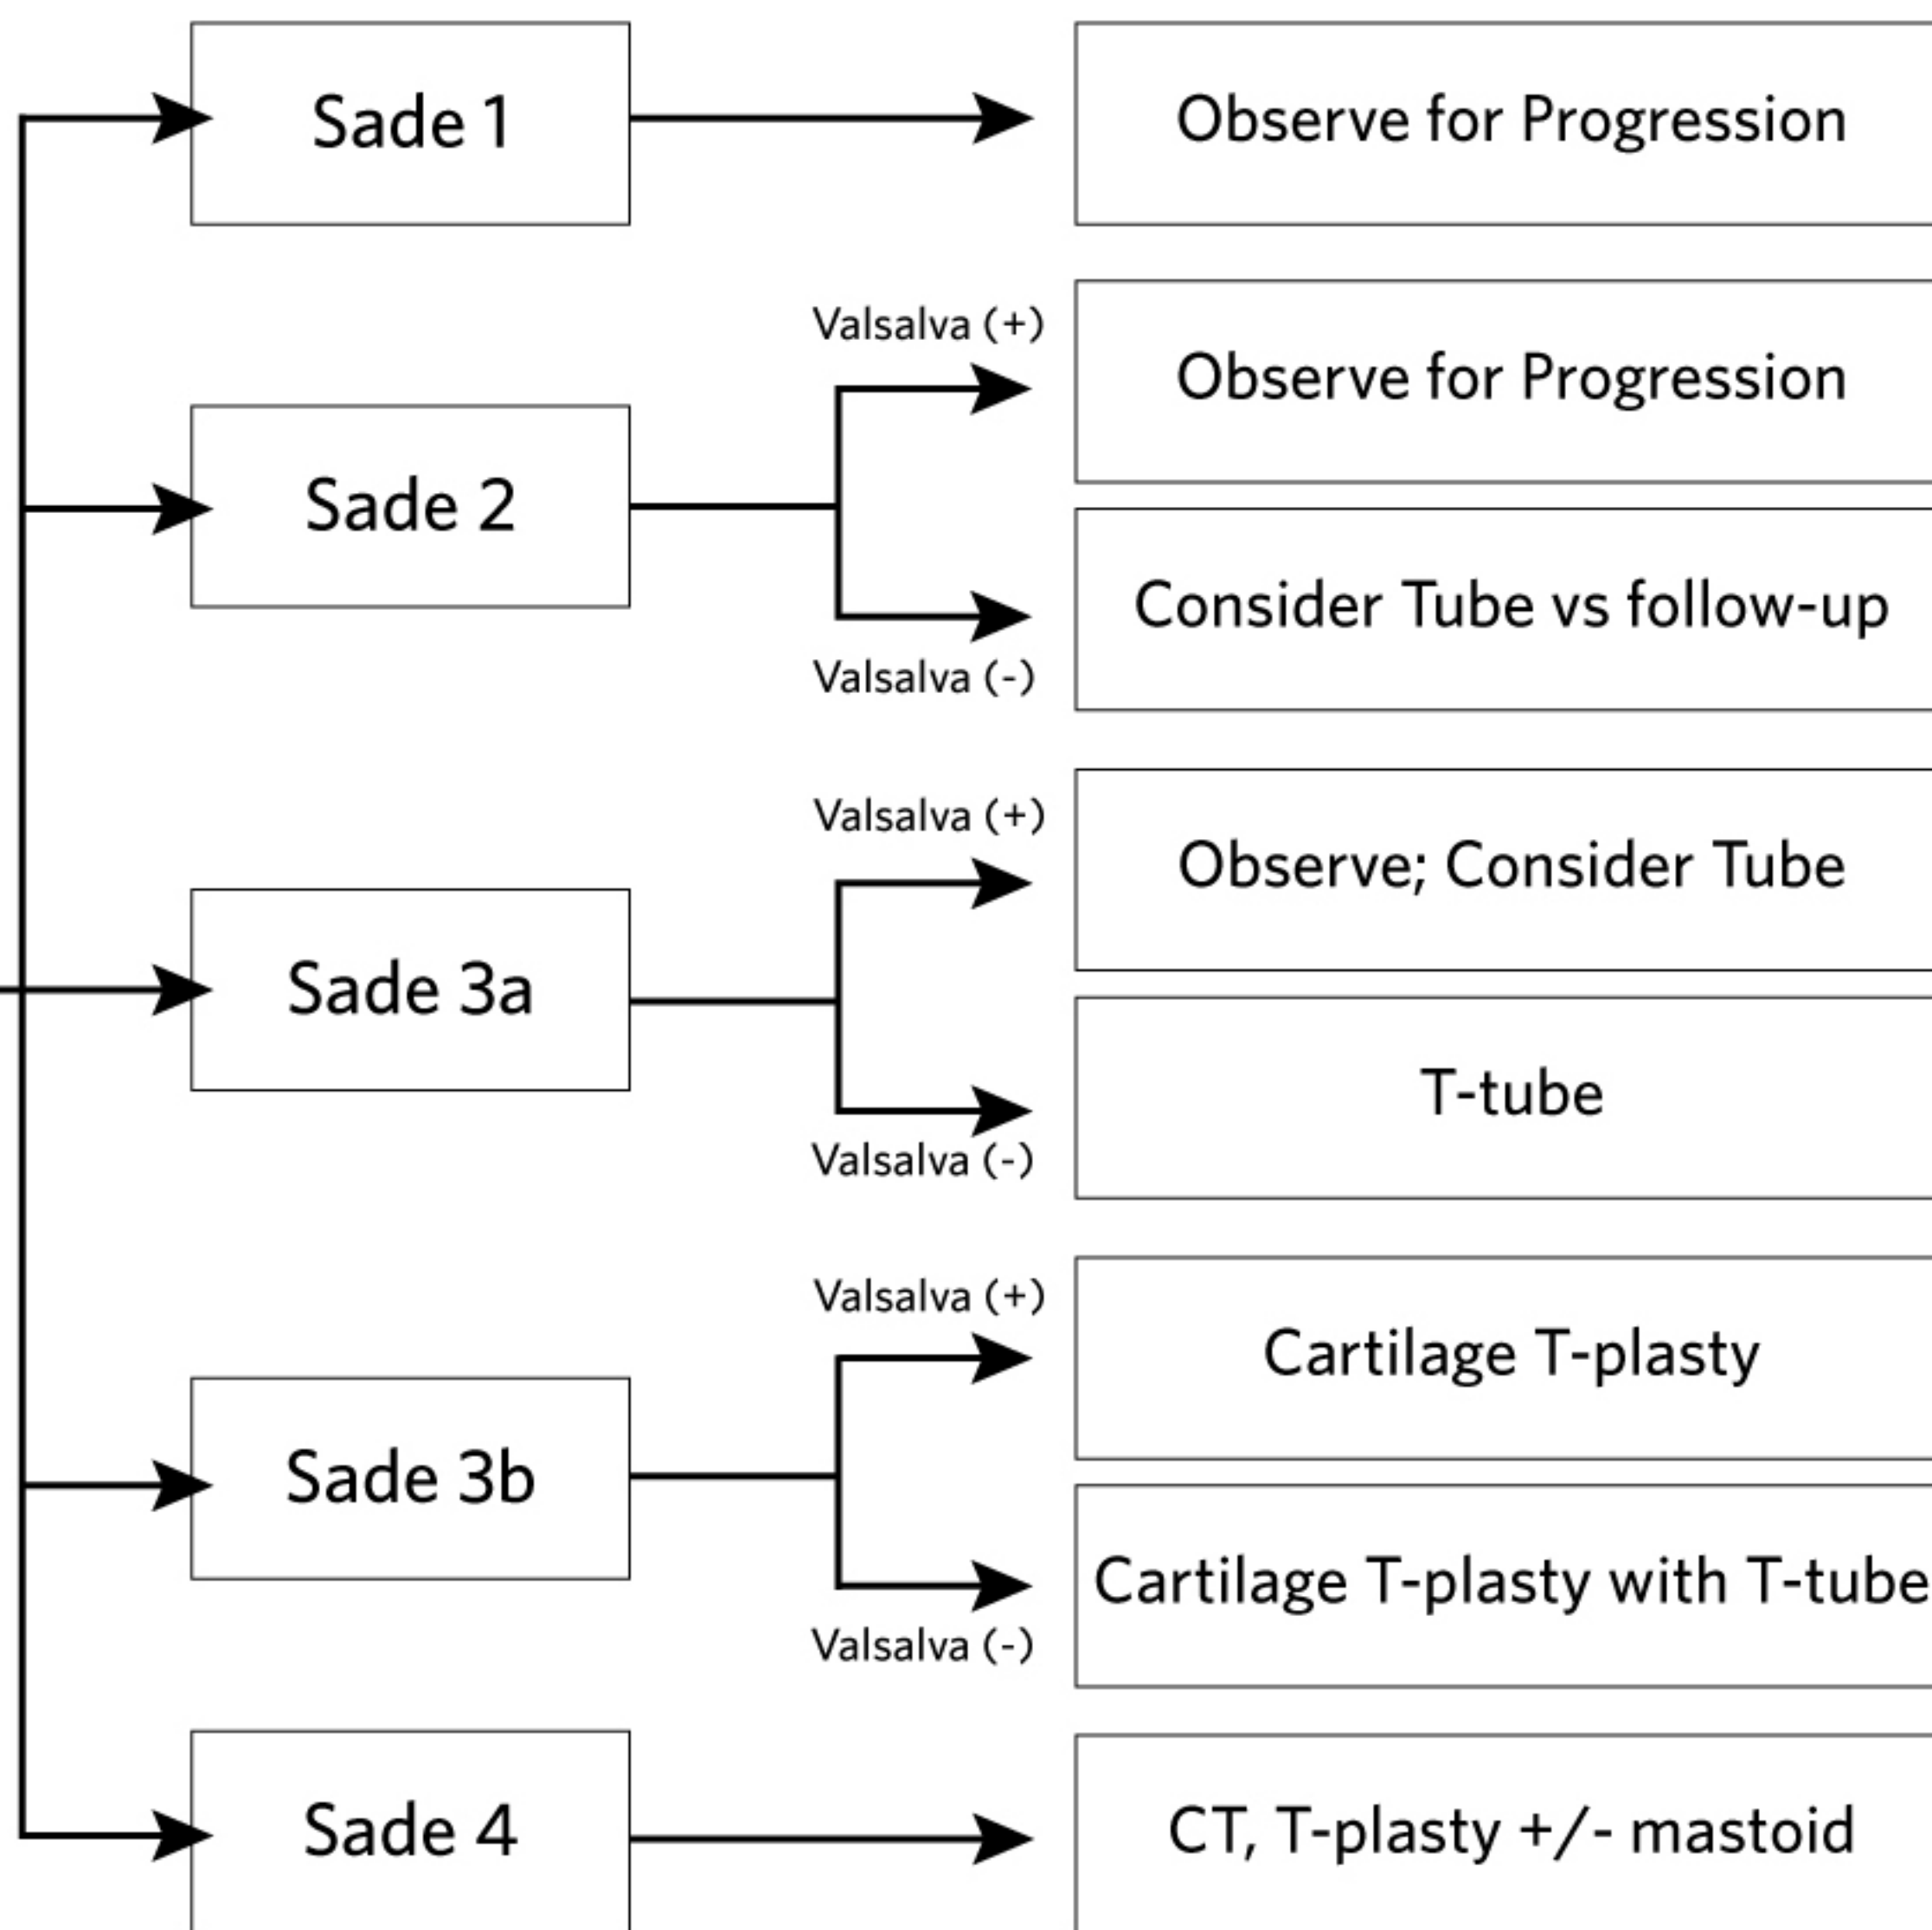 Sade 1
Observe for Progression
Valsalva (+)
Observe for Progression
Sade 2
Consider Tube vs follow-up
Valsalva (-)
Valsalva (+)
Observe; Consider Tube
Sade 3a
T-tube
Valsalva (-)
Valsalva (+)
Cartilage T-plasty
Sade 3b
Cartilage T-plasty with T-tube
Valsalva (-)
Sade 4
CT, T-plasty +/- mastoid